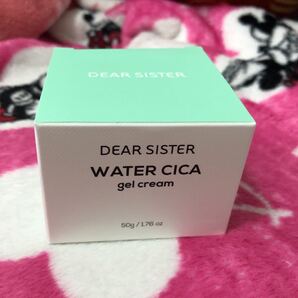 DEAR SISTER
DEAR SISTER
WATER CICA
gel cream
50g / 1.76 oz